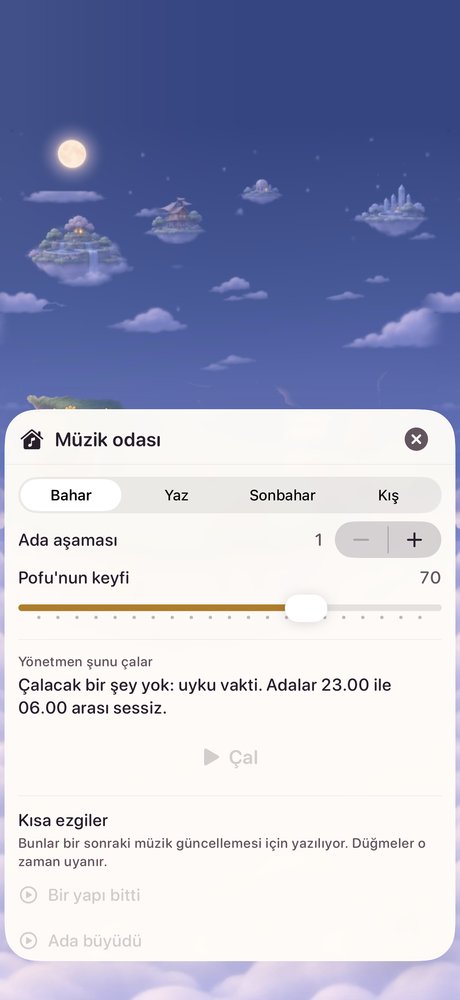 Müzik odası
Bahar
Yaz
Sonbahar
Kış
Ada aşaması
1
Pofu'nun keyfi
70
Yönetmen şunu çalar
Çalacak bir şey yok: uyku vakti. Adalar 23.00 ile
06.00 arası sessiz.
Çal
Kısa ezgiler
Bunlar bir sonraki müzik güncellemesi için yazılıyor. Düğmeler o
zaman uyanır.
Bir yapı bitti
Ada büyüdü